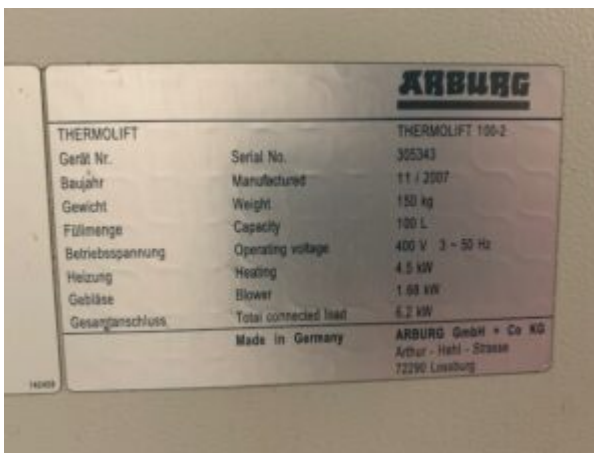 ARBURG
THERMOLIFT THERMOLIFT 100-2
Gerät Nr. Serial No. 305343
Baujahr Manufactured 11 / 2007
Gewicht Weight 150 kg
Füllmenge Capacity 100 L
Betriebsspannung Operating voltage 400 V 3 ~ 50 Hz
Heizung Heating 4.5 kW
Gebläse Blower 1.68 kW
Gesamtanschluss Total connected load 6.2 kW
Made in Germany ARBURG GmbH + Co KG
Arthur - Hehl - Strasse
72290 Lossburg